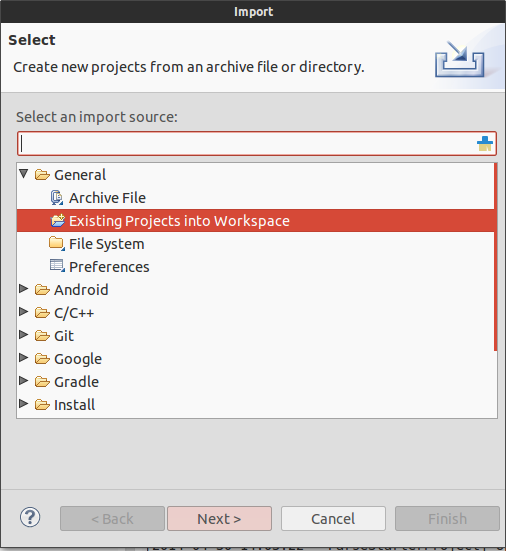 Import
Select
Create new projects from an archive file or directory.
Select an import source:
General
Archive File
Existing Projects into Workspace
File System
Preferences
Android
C/C++
Git
Google
Gradle
Install
?
< Back
Next >
Cancel
Finish